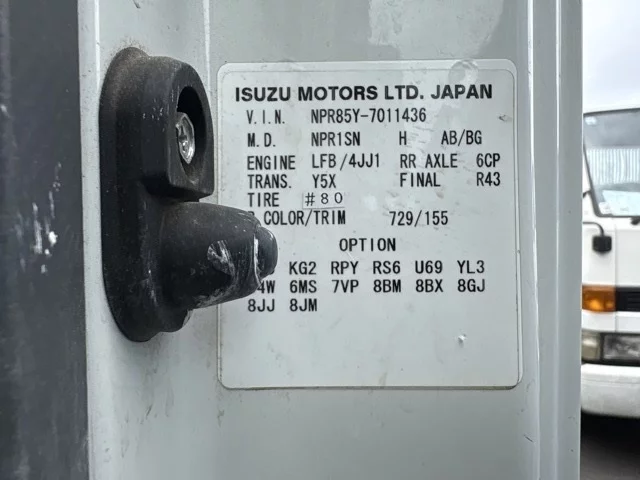 ISUZU MOTORS LTD. JAPAN
V.I.N. NPR85Y-7011436
M.D. NPR1SN H AB/BG
ENGINE LFB/4JJ1 RR AXLE 6CP
TRANS. Y5X FINAL R43
TIRE #80
COLOR/TRIM 729/155
OPTION
KG2 RPY RS6 U69 YL3
6MS 7VP 8BM 8BX 8GJ
8JJ 8JM